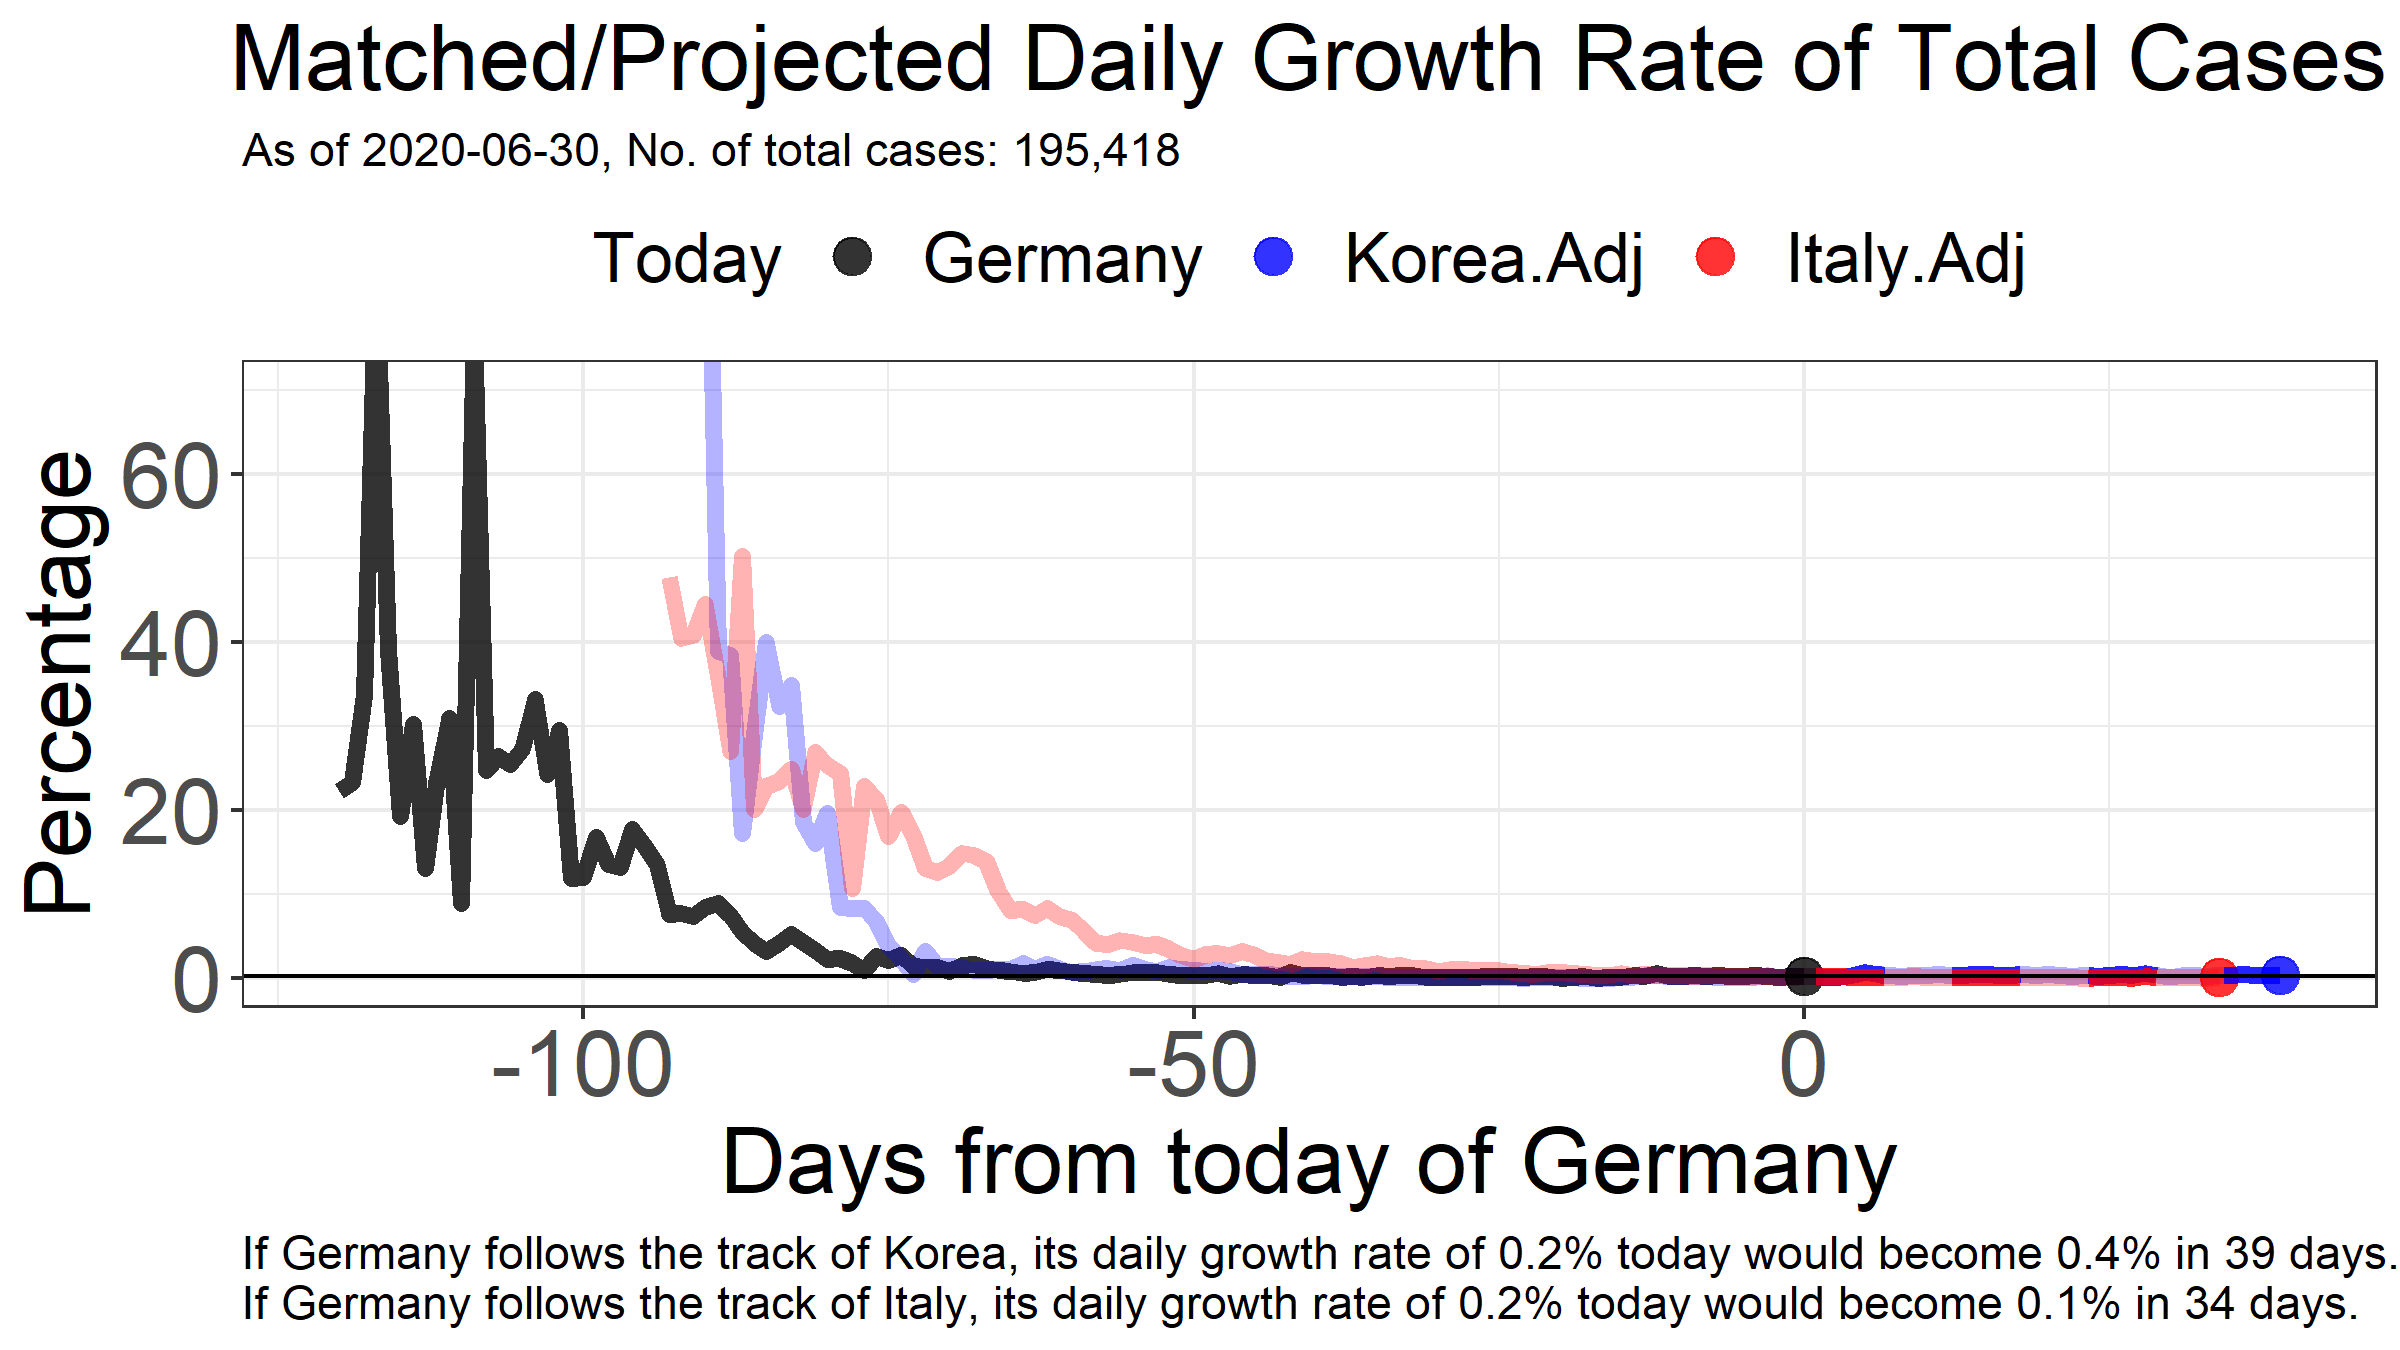 Matched/Projected Daily Growth Rate of Total Cases
As of 2020-06-30, No. of total cases: 195,418
Today Germany Korea.Adj Italy.Adj
Percentage
60
40
20
0
-100 -50 0
Days from today of Germany
If Germany follows the track of Korea, its daily growth rate of 0.2% today would become 0.4% in 39 days.
If Germany follows the track of Italy, its daily growth rate of 0.2% today would become 0.1% in 34 days.